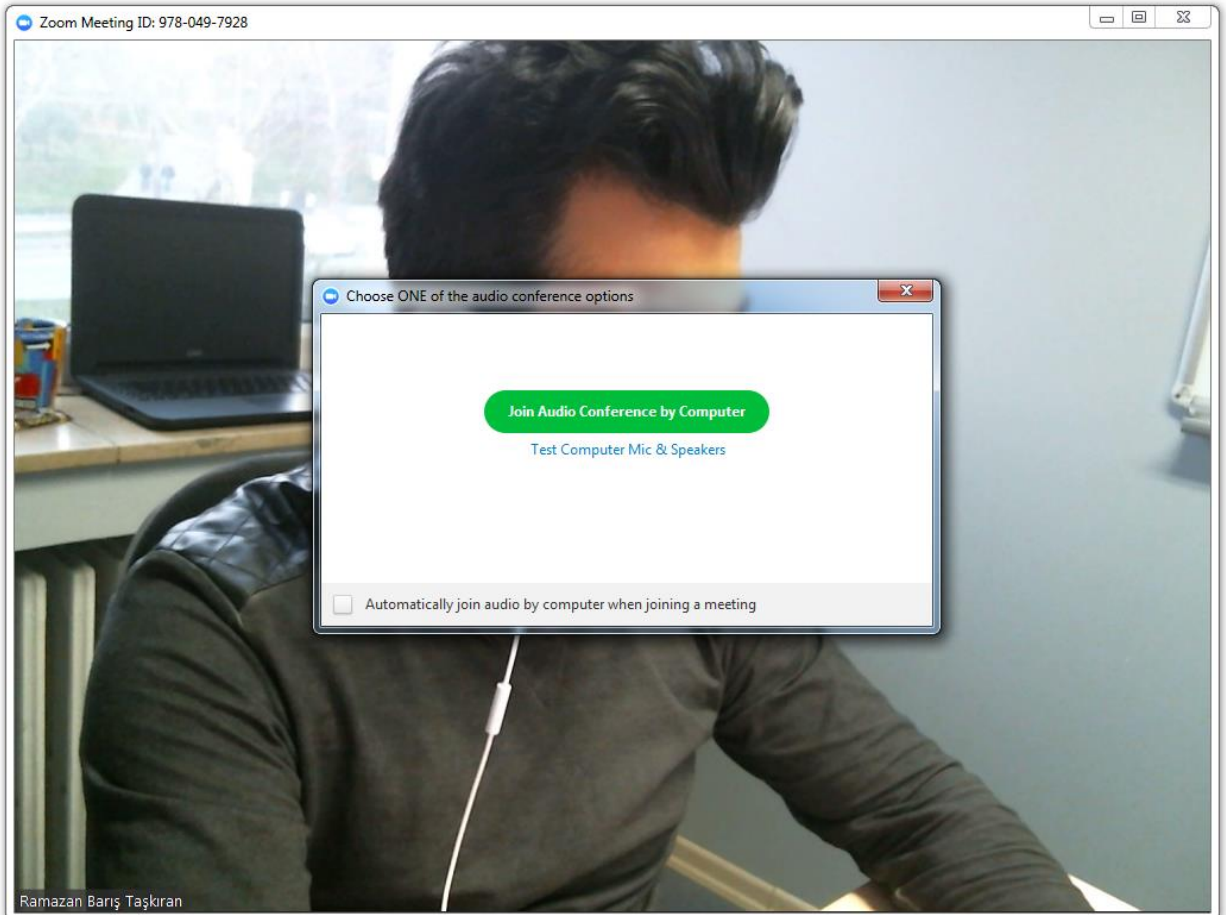 Zoom Meeting ID: 978-049-7928
Choose ONE of the audio conference options
Join Audio Conference by Computer
Test Computer Mic & Speakers
Automatically join audio by computer when joining a meeting
Ramazan Barış Taşkıran